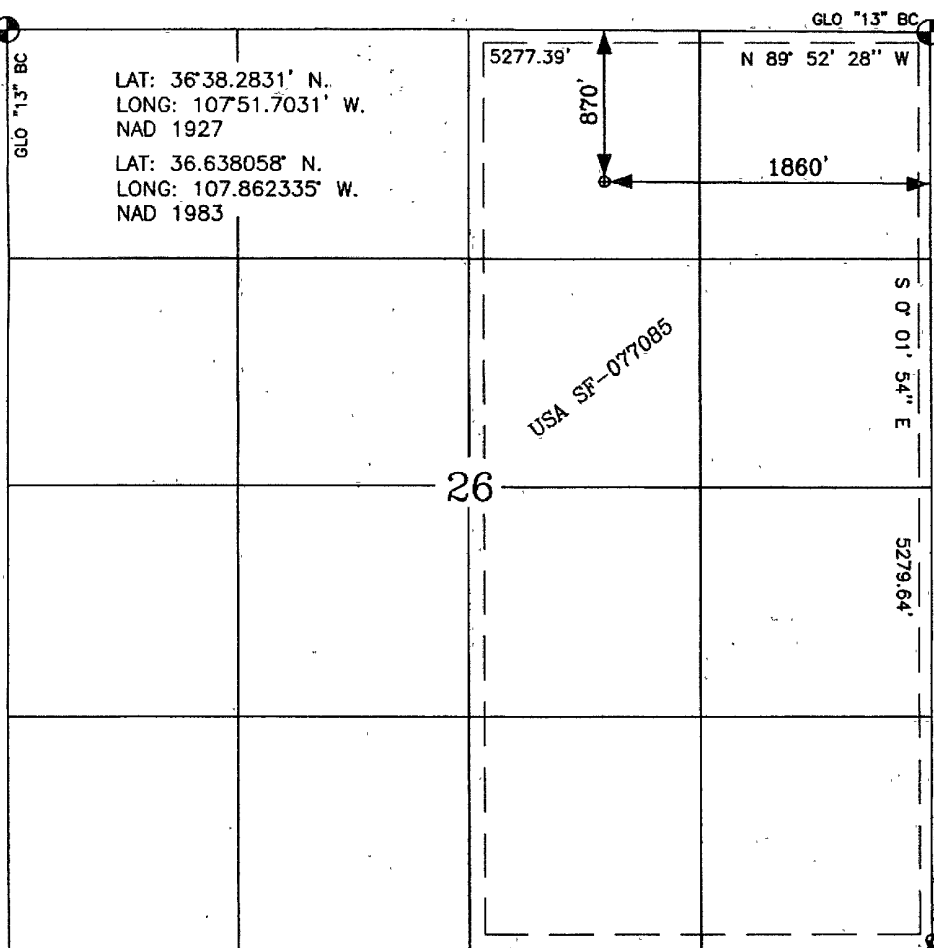 GLO "13" BC
GLO "13" BC
5277.39'
N 89° 52' 28" W
LAT: 36°38.2831' N.
LONG: 107°51.7031' W.
NAD 1927
LAT: 36.638058° N.
LONG: 107.862335° W.
NAD 1983
870'
1860'
S 0° 01' 54" E
USA SF-077085
26
5279.64'